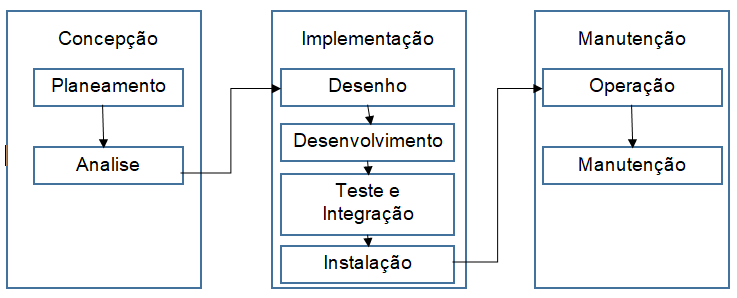 Concepção
Planeamento
Analise
Implementação
Desenho
Desenvolvimento
Teste e
Integração
Instalação
Manutenção
Operação
Manutenção